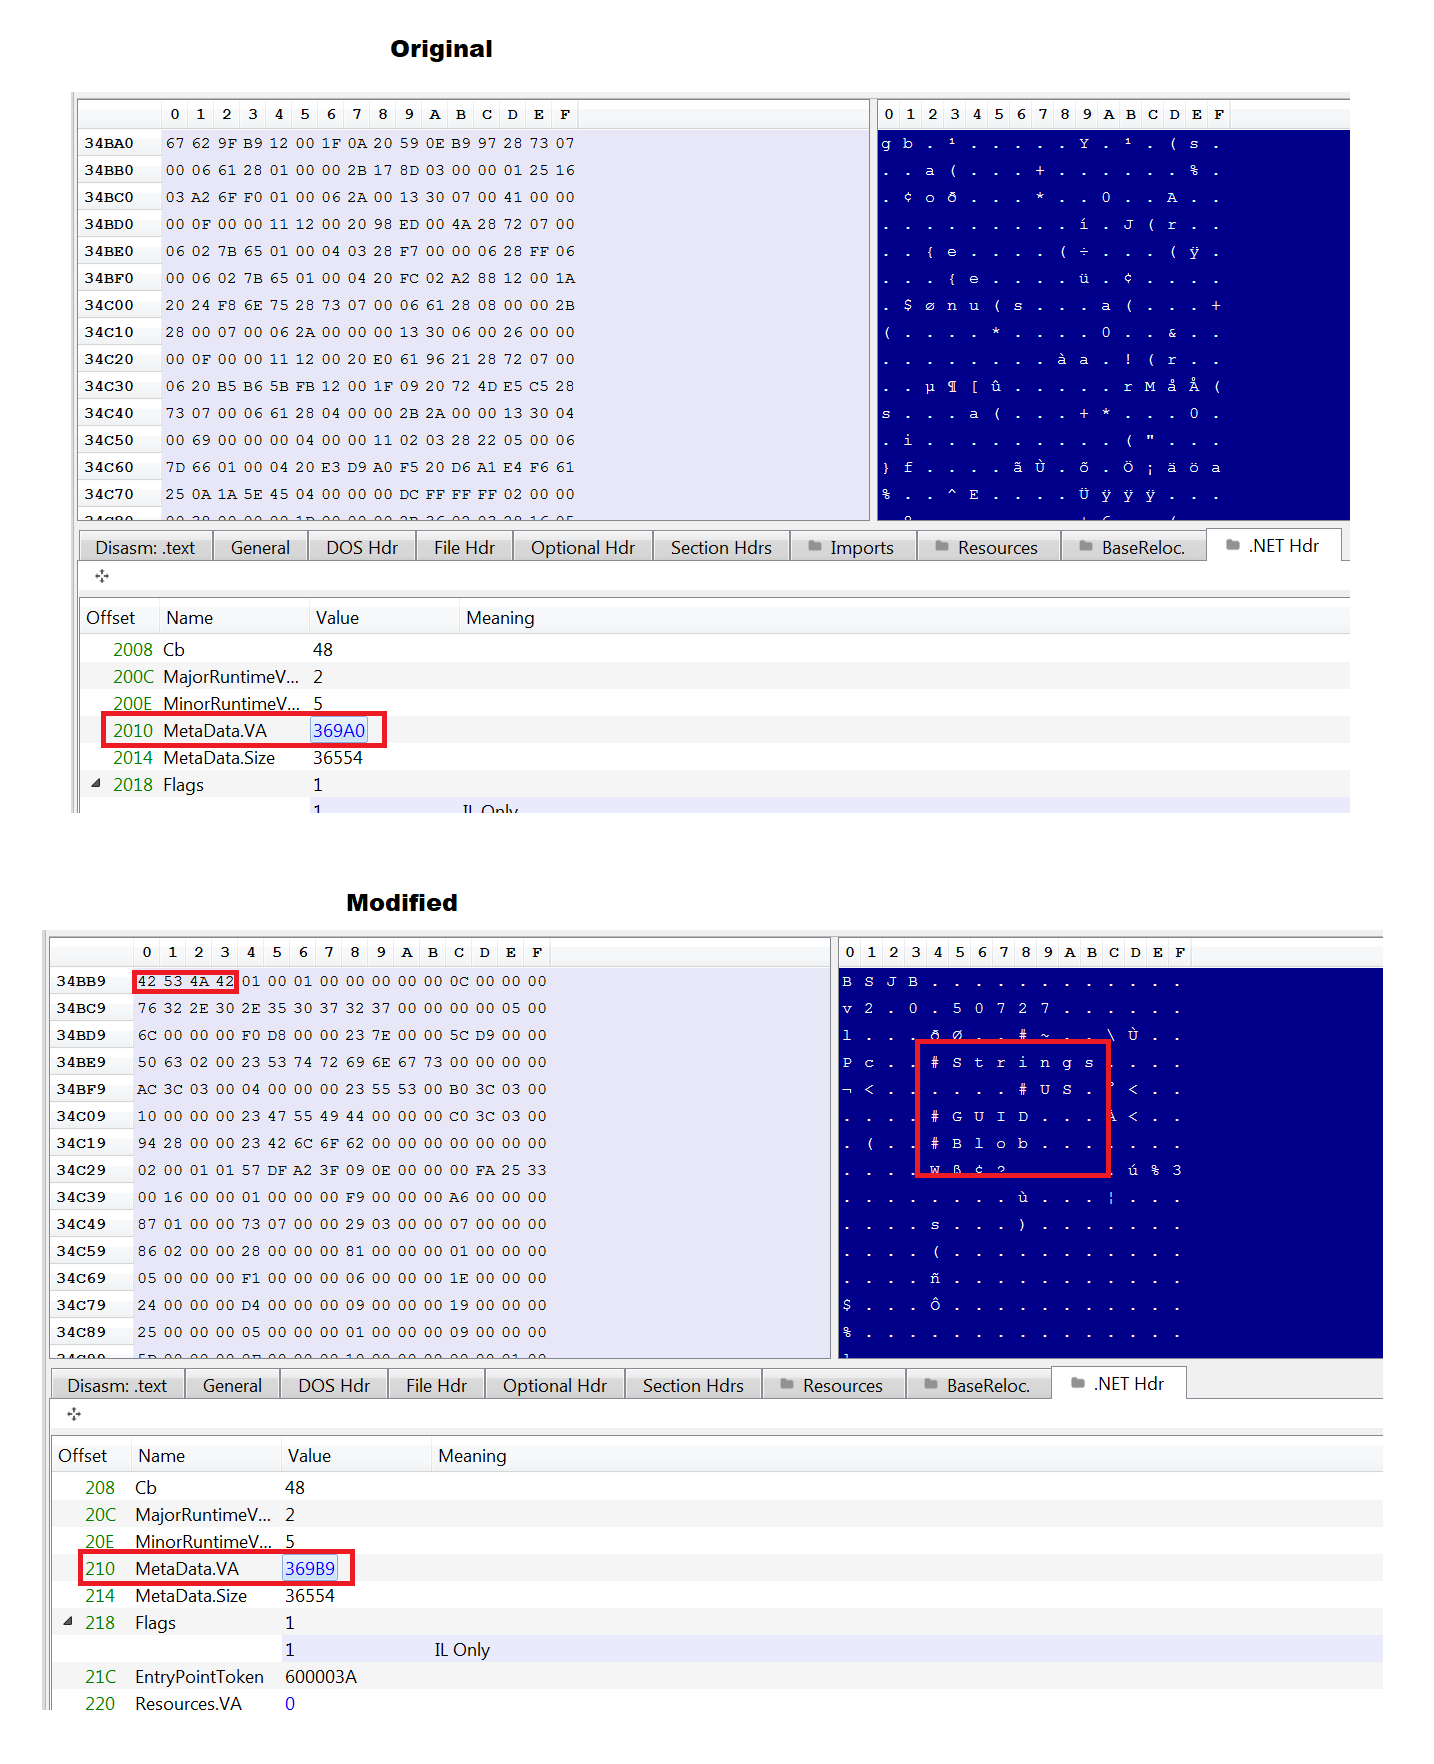 Original
0 1 2 3 4 5 6 7 8 9 A B C D E F 0 1 2 3 4 5 6 7 8 9 A B C D E F
34BA0 67 62 9F B9 12 00 1F 0A 20 59 0E B9 97 28 73 07 g b . ¹ . . . . . Y . ¹ . ( s .
34BB0 00 06 61 28 01 00 00 2B 17 8D 03 00 00 01 25 16 . . a ( . . . + . . . . . . % .
34BC0 03 A2 6F F0 01 00 06 2A 00 13 30 07 00 41 00 00 . ¢ o ð . . . * . . 0 . . A . .
34BD0 00 0F 00 00 11 12 00 20 98 ED 00 4A 28 72 07 00 . . . . . . . . . í . J ( r . .
34BE0 06 02 7B 65 01 00 04 03 28 F7 00 00 06 28 FF 06 . . { e . . . . ( ÷ . . . ( ÿ .
34BF0 00 06 02 7B 65 01 00 04 20 FC 02 A2 88 12 00 1A . . . { e . . . . ü . ¢ . . . .
34C00 20 24 F8 6E 75 28 73 07 00 06 61 28 08 00 00 2B . $ ø n u ( s . . . a ( . . . +
34C10 28 00 07 00 06 2A 00 00 00 13 30 06 00 26 00 00 ( . . . . * . . . . 0 . . & . .
34C20 00 0F 00 00 11 12 00 20 E0 61 96 21 28 72 07 00 . . . . . . . . à a . ! ( r . .
34C30 06 20 B5 B6 5B FB 12 00 1F 09 20 72 4D E5 C5 28 . . µ ¶ [ û . . . . . r M å Å (
34C40 73 07 00 06 61 28 04 00 00 2B 2A 00 00 13 30 04 s . . . a ( . . . + * . . . 0 .
34C50 00 69 00 00 00 04 00 00 11 02 03 28 22 05 00 06 . i . . . . . . . . . ( " . . .
34C60 7D 66 01 00 04 20 E3 D9 A0 F5 20 D6 A1 E4 F6 61 } f . . . . ã Ù . õ . Ö ¡ ä ö a
34C70 25 0A 1A 5E 45 04 00 00 00 DC FF FF FF 02 00 00 % . . ^ E . . . . Ü ÿ ÿ ÿ . . .
Disasm: .text General DOS Hdr File Hdr Optional Hdr Section Hdrs Imports Resources BaseReloc. .NET Hdr
Offset Name Value Meaning
2008 Cb 48
200C MajorRuntimeV... 2
200E MinorRuntimeV... 5
2010 MetaData.VA 369A0
2014 MetaData.Size 36554
2018 Flags 1
1 IL Only
Modified
0 1 2 3 4 5 6 7 8 9 A B C D E F 0 1 2 3 4 5 6 7 8 9 A B C D E F
34BB9 42 53 4A 42 01 00 01 00 00 00 00 00 0C 00 00 00 B S J B . . . . . . . . . . . .
34BC9 76 32 2E 30 2E 35 30 37 32 37 00 00 00 00 05 00 v 2 . 0 . 5 0 7 2 7 . . . . . .
34BD9 6C 00 00 00 F0 D8 00 00 23 7E 00 00 5C D9 00 00 l . . . ð Ø . . # ~ . . \ Ù . .
34BE9 50 63 02 00 23 53 74 72 69 6E 67 73 00 00 00 00 P c . . # S t r i n g s . . . .
34BF9 AC 3C 03 00 04 00 00 00 23 55 53 00 B0 3C 03 00 ¬ < . . . . . . # U S . ° < . .
34C09 10 00 00 00 23 47 55 49 44 00 00 00 C0 3C 03 00 . . . . # G U I D . . . À < . .
34C19 94 28 00 00 23 42 6C 6F 62 00 00 00 00 00 00 00 . ( . . # B l o b . . . . . . .
34C29 02 00 01 01 57 DF A2 3F 09 0E 00 00 00 FA 25 33 . . . . W ß ¢ ? . . . . . ú % 3
34C39 00 16 00 00 01 00 00 00 F9 00 00 00 A6 00 00 00 . . . . . . . . ù . . . ¦ . . .
34C49 87 01 00 00 73 07 00 00 29 03 00 00 07 00 00 00 . . . . s . . . ) . . . . . . .
34C59 86 02 00 00 28 00 00 00 81 00 00 00 01 00 00 00 . . . . ( . . . . . . . . . . .
34C69 05 00 00 00 F1 00 00 00 06 00 00 00 1E 00 00 00 . . . . ñ . . . . . . . . . . .
34C79 24 00 00 00 D4 00 00 00 09 00 00 00 19 00 00 00 $ . . . Ô . . . . . . . . . . .
34C89 25 00 00 00 05 00 00 00 01 00 00 00 09 00 00 00 % . . . . . . . . . . . . . . .
Disasm: .text General DOS Hdr File Hdr Optional Hdr Section Hdrs Resources BaseReloc. .NET Hdr
Offset Name Value Meaning
208 Cb 48
20C MajorRuntimeV... 2
20E MinorRuntimeV... 5
210 MetaData.VA 369B9
214 MetaData.Size 36554
218 Flags 1
1 IL Only
21C EntryPointToken 600003A
220 Resources.VA 0